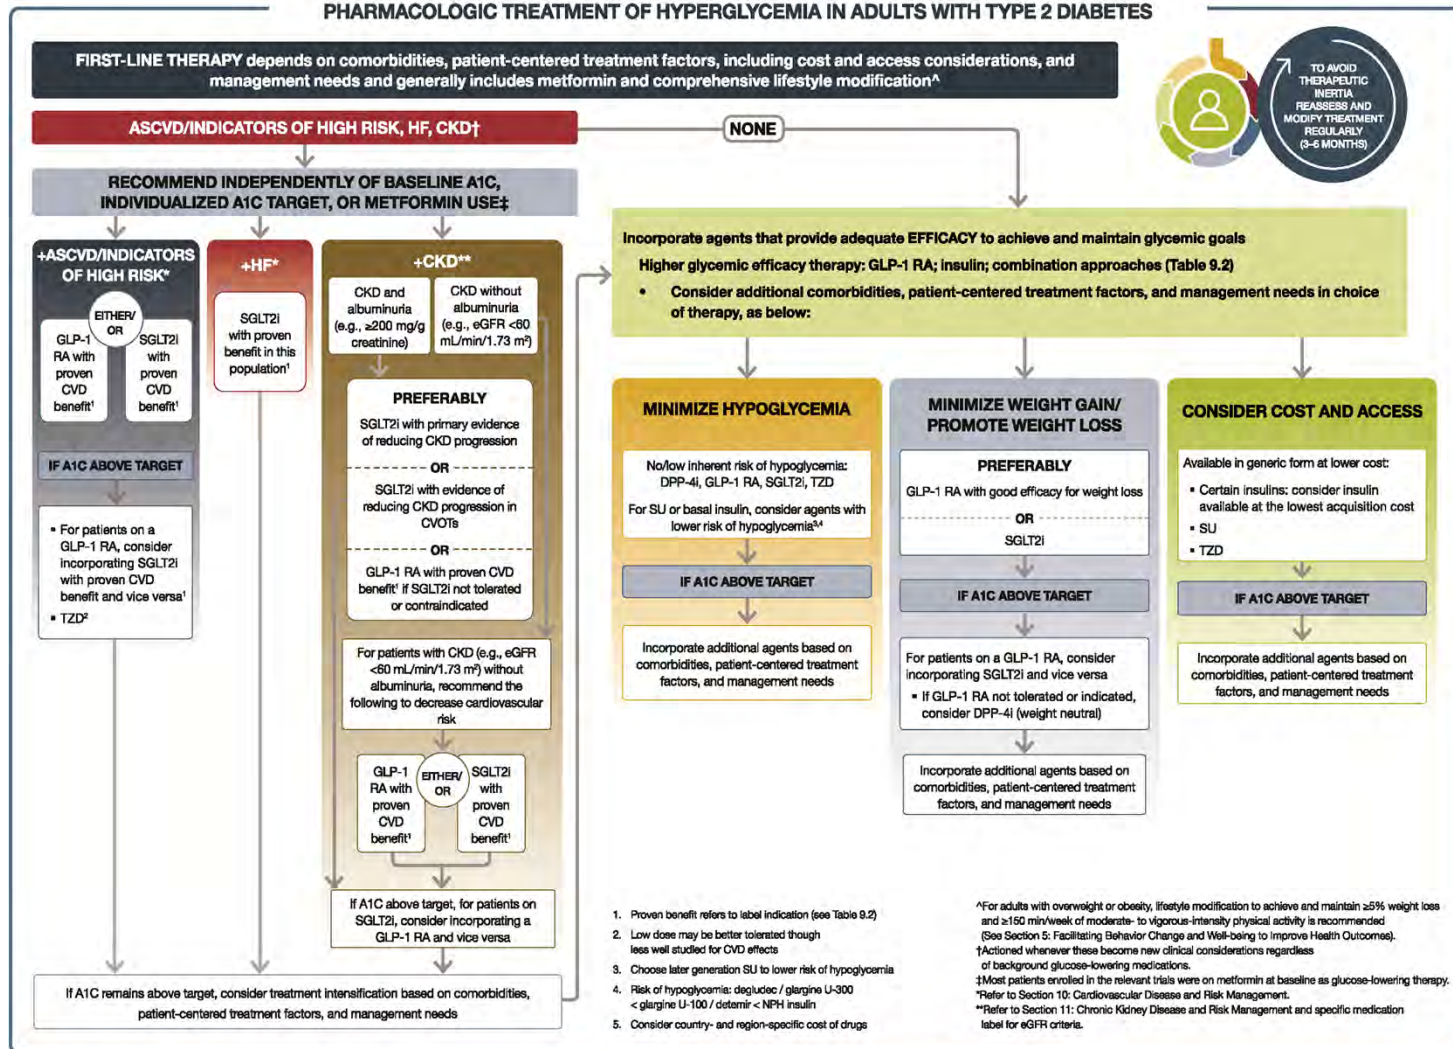 PHARMACOLOGIC TREATMENT OF HYPERGLYCEMIA IN ADULTS WITH TYPE 2 DIABETES
FIRST-LINE THERAPY depends on comorbidities, patient-centered treatment factors, including cost and access considerations, and
management needs and generally includes metformin and comprehensive lifestyle modification^
TO AVOID
THERAPEUTIC
INERTIA
REASSESS AND
MODIFY TREATMENT
REGULARLY
(3–6 MONTHS)
ASCVD/INDICATORS OF HIGH RISK, HF, CKD†
NONE
RECOMMEND INDEPENDENTLY OF BASELINE A1C,
INDIVIDUALIZED A1C TARGET, OR METFORMIN USE‡
+ASCVD/INDICATORS
OF HIGH RISK*
EITHER/
OR
GLP-1
RA with
proven
CVD
benefit¹
SGLT2i
with
proven
CVD
benefit¹
IF A1C ABOVE TARGET
▪ For patients on a
GLP-1 RA, consider
incorporating SGLT2i
with proven CVD
benefit and vice versa¹
▪ TZD²
+HF*
SGLT2i
with proven
benefit in this
population¹
+CKD**
CKD and
albuminuria
(e.g., ≥200 mg/g
creatinine)
CKD without
albuminuria
(e.g., eGFR <60
mL/min/1.73 m²)
PREFERABLY
SGLT2i with primary evidence
of reducing CKD progression
OR
SGLT2i with evidence of
reducing CKD progression in
CVOTs
OR
GLP-1 RA with proven CVD
benefit¹ if SGLT2i not tolerated
or contraindicated
For patients with CKD (e.g., eGFR
<60 mL/min/1.73 m²) without
albuminuria, recommend the
following to decrease cardiovascular
risk
GLP-1
RA with
proven
CVD
benefit¹
EITHER/
OR
SGLT2i
with
proven
CVD
benefit¹
If A1C above target, for patients on
SGLT2i, consider incorporating a
GLP-1 RA and vice versa
If A1C remains above target, consider treatment intensification based on comorbidities,
patient-centered treatment factors, and management needs
Incorporate agents that provide adequate EFFICACY to achieve and maintain glycemic goals
Higher glycemic efficacy therapy: GLP-1 RA; insulin; combination approaches (Table 9.2)
• Consider additional comorbidities, patient-centered treatment factors, and management needs in choice
of therapy, as below:
MINIMIZE HYPOGLYCEMIA
No/low inherent risk of hypoglycemia:
DPP-4i, GLP-1 RA, SGLT2i, TZD
For SU or basal insulin, consider agents with
lower risk of hypoglycemia³,⁴
IF A1C ABOVE TARGET
Incorporate additional agents based on
comorbidities, patient-centered treatment
factors, and management needs
MINIMIZE WEIGHT GAIN/
PROMOTE WEIGHT LOSS
PREFERABLY
GLP-1 RA with good efficacy for weight loss
OR
SGLT2i
IF A1C ABOVE TARGET
For patients on a GLP-1 RA, consider
incorporating SGLT2i and vice versa
▪ If GLP-1 RA not tolerated or indicated,
consider DPP-4i (weight neutral)
Incorporate additional agents based on
comorbidities, patient-centered treatment
factors, and management needs
CONSIDER COST AND ACCESS
Available in generic form at lower cost:
▪ Certain insulins: consider insulin
available at the lowest acquisition cost
▪ SU
▪ TZD
IF A1C ABOVE TARGET
Incorporate additional agents based on
comorbidities, patient-centered treatment
factors, and management needs
1. Proven benefit refers to label indication (see Table 9.2)
2. Low dose may be better tolerated though
less well studied for CVD effects
3. Choose later generation SU to lower risk of hypoglycemia
4. Risk of hypoglycemia: degludec / glargine U-300
< glargine U-100 / detemir < NPH insulin
5. Consider country- and region-specific cost of drugs
^For adults with overweight or obesity, lifestyle modification to achieve and maintain ≥5% weight loss
and ≥150 min/week of moderate- to vigorous-intensity physical activity is recommended
(See Section 5: Facilitating Behavior Change and Well-being to Improve Health Outcomes).
†Actioned whenever these become new clinical considerations regardless
of background glucose-lowering medications.
‡Most patients enrolled in the relevant trials were on metformin at baseline as glucose-lowering therapy.
*Refer to Section 10: Cardiovascular Disease and Risk Management.
**Refer to Section 11: Chronic Kidney Disease and Risk Management and specific medication
label for eGFR criteria.